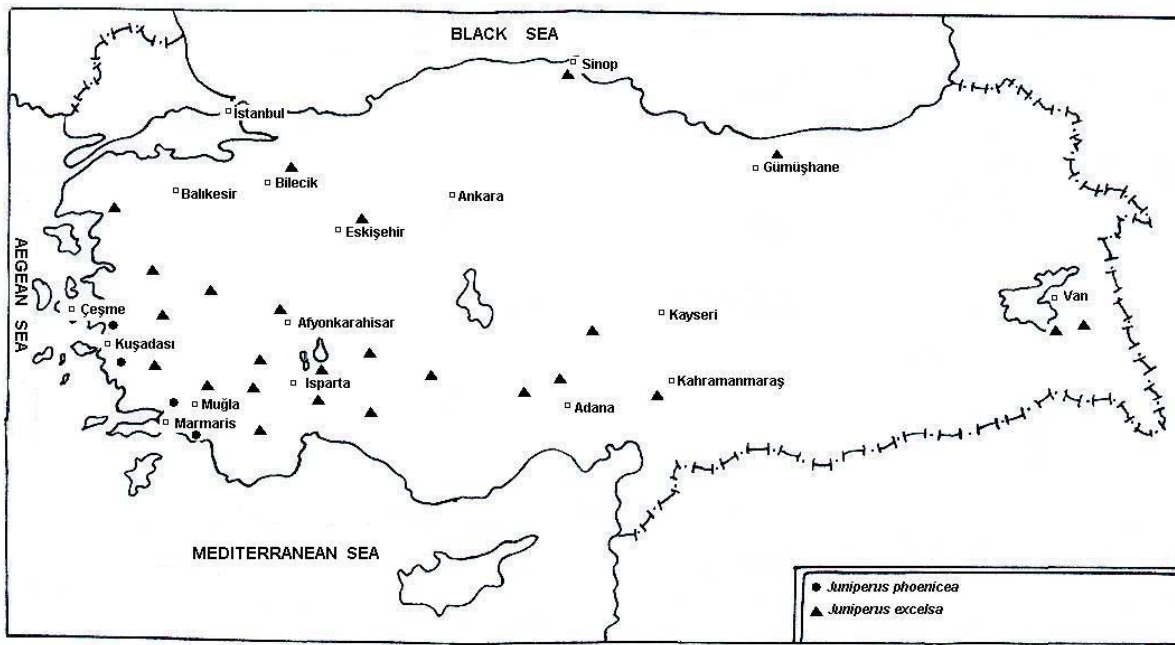 BLACK SEA
Sinop
İstanbul
Gümüşhane
Bilecik
Balıkesir
Ankara
Eskişehir
AEGEAN SEA
Van
Çeşme
Kayseri
Afyonkarahisar
Kuşadası
Isparta
Kahramanmaraş
Muğla
Adana
Marmaris
MEDITERRANEAN SEA
Juniperus phoenicea
Juniperus excelsa